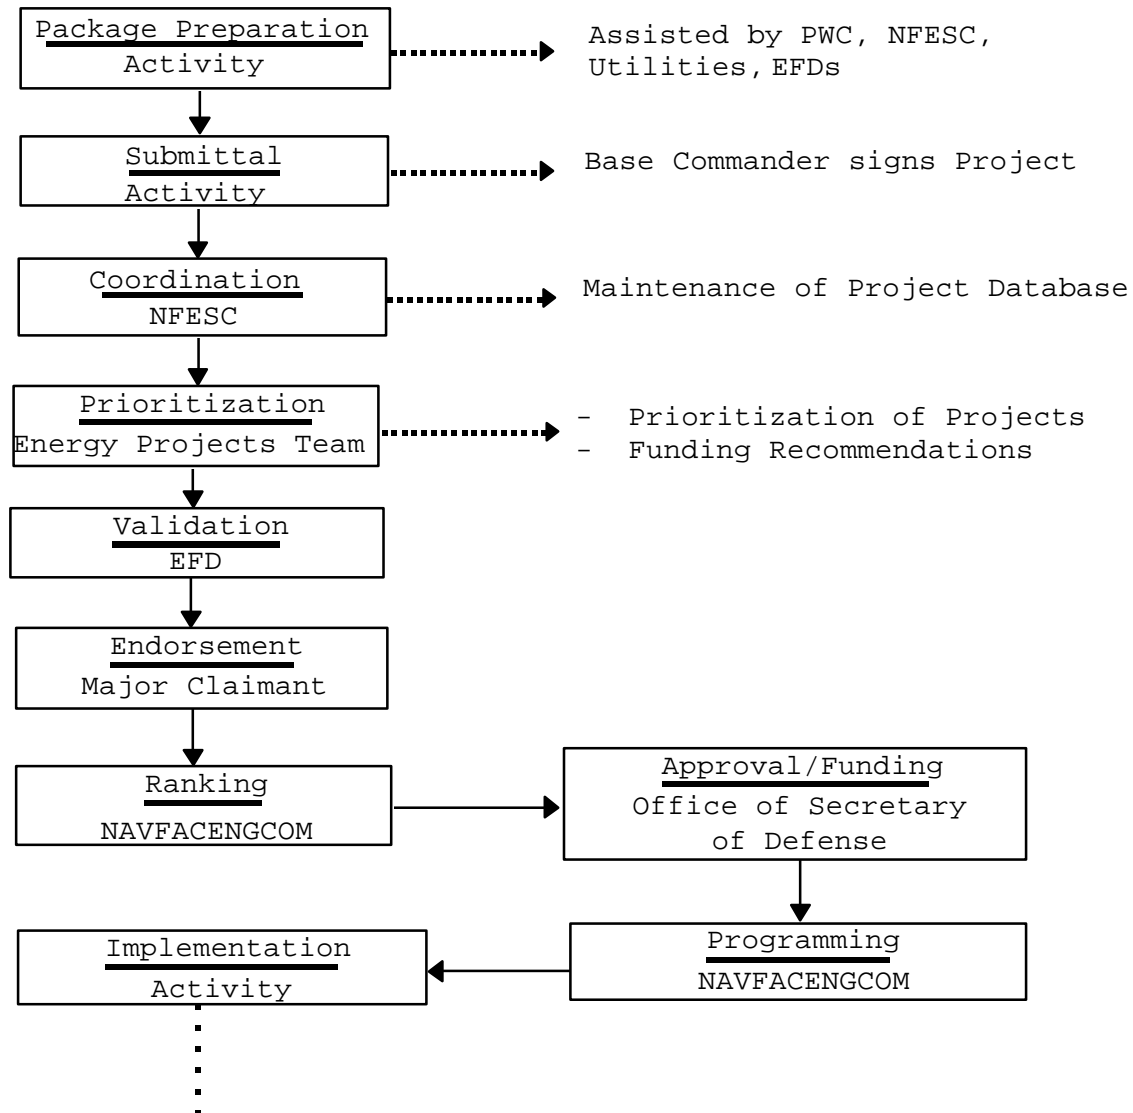 Package Preparation
Activity
Assisted by PWC, NFESC,
Utilities, EFDs
Submittal
Activity
Base Commander signs Project
Coordination
NFESC
Maintenance of Project Database
Prioritization
Energy Projects Team
- Prioritization of Projects
- Funding Recommendations
Validation
EFD
Endorsement
Major Claimant
Ranking
NAVFACENGCOM
Approval/Funding
Office of Secretary
of Defense
Programming
NAVFACENGCOM
Implementation
Activity